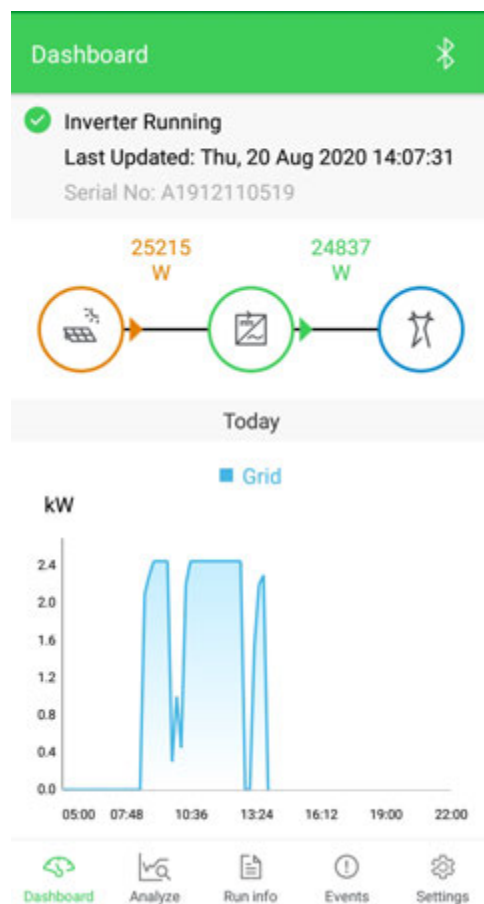 Dashboard
Inverter Running
Last Updated: Thu, 20 Aug 2020 14:07:31
Serial No: A1912110519
25215 24837
W W
Today
Grid
kW
2.4
2.0
1.6
1.2
0.8
0.4
0.0
05:00 07:48 10:36 13:24 16:12 19:00 22:00
Dashboard Analyze Run info Events Settings